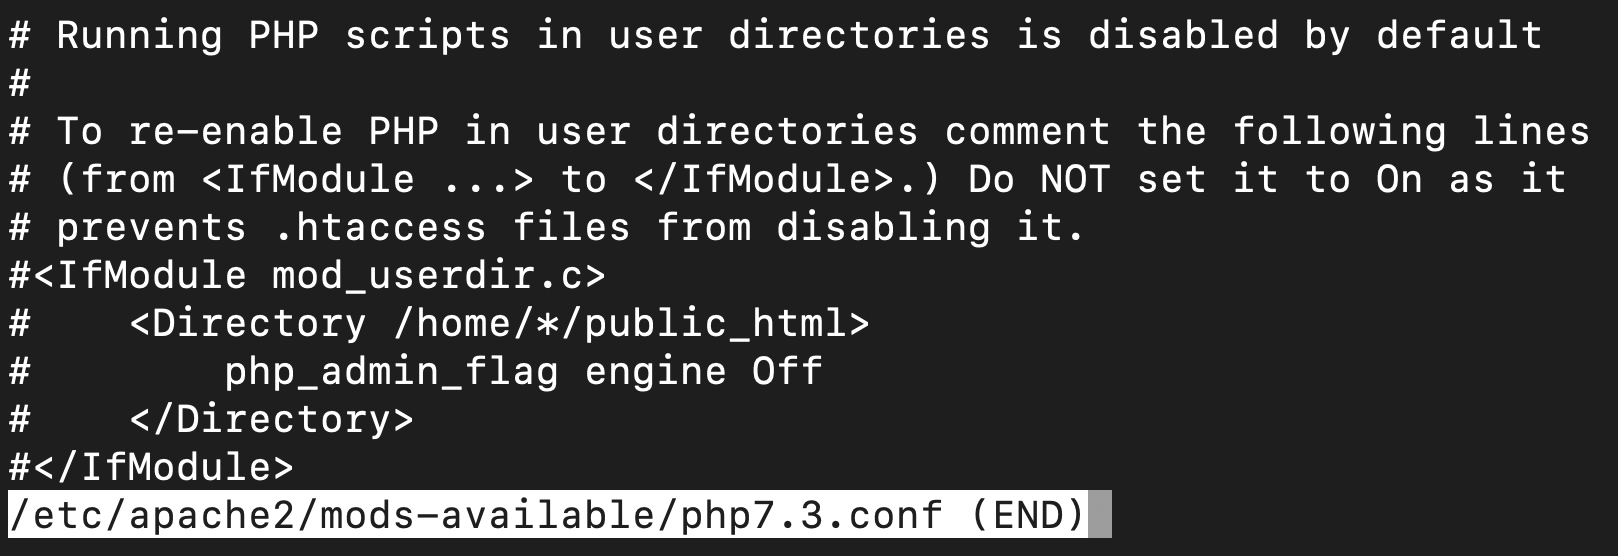 # Running PHP scripts in user directories is disabled by default
#
# To re-enable PHP in user directories comment the following lines
# (from <IfModule ...> to </IfModule>.) Do NOT set it to On as it
# prevents .htaccess files from disabling it.
#<IfModule mod_userdir.c>
#    <Directory /home/*/public_html>
#        php_admin_flag engine Off
#    </Directory>
#</IfModule>
/etc/apache2/mods-available/php7.3.conf (END)